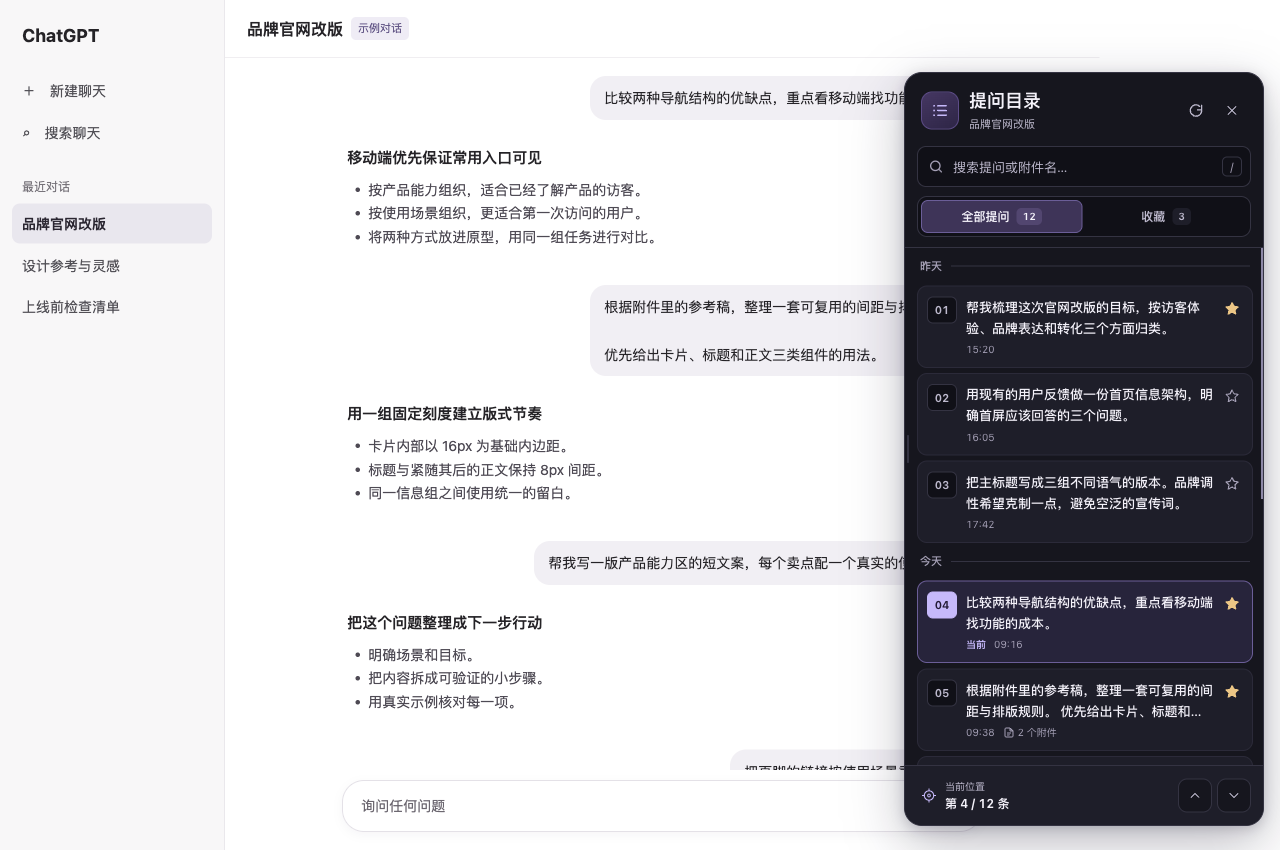 ChatGPT
新建聊天
搜索聊天
最近对话
品牌官网改版
设计参考与灵感
上线前检查清单
品牌官网改版
示例对话
比较两种导航结构的优缺点，重点看移动端找功
移动端优先保证常用入口可见
• 按产品能力组织，适合已经了解产品的访客。
• 按使用场景组织，更适合第一次访问的用户。
• 将两种方式放进原型，用同一组任务进行对比。
根据附件里的参考稿，整理一套可复用的间距与
优先给出卡片、标题和正文三类组件的用法。
用一组固定刻度建立版式节奏
• 卡片内部以 16px 为基础内边距。
• 标题与紧随其后的正文保持 8px 间距。
• 同一信息组之间使用统一的留白。
帮我写一版产品能力区的短文案，每个卖点配一个真实的
把这个问题整理成下一步行动
• 明确场景和目标。
• 把内容拆成可验证的小步骤。
• 用真实示例核对每一项。
询问任何问题
提问目录
品牌官网改版
搜索提问或附件名...
/
全部提问 12
收藏 3
昨天
01
帮我梳理这次官网改版的目标，按访客体
验、品牌表达和转化三个方面归类。
15:20
02
用现有的用户反馈做一份首页信息架构，明
确首屏应该回答的三个问题。
16:05
03
把主标题写成三组不同语气的版本。品牌调
性希望克制一点，避免空泛的宣传词。
17:42
今天
04
比较两种导航结构的优缺点，重点看移动端
找功能的成本。
当前 09:16
05
根据附件里的参考稿，整理一套可复用的间
距与排版规则。 优先给出卡片、标题和...
09:38 2 个附件
当前位置
第 4 / 12 条